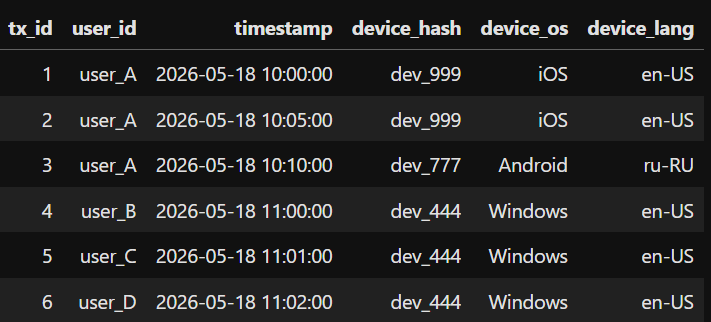 tx_id user_id timestamp device_hash device_os device_lang
1 user_A 2026-05-18 10:00:00 dev_999 iOS en-US
2 user_A 2026-05-18 10:05:00 dev_999 iOS en-US
3 user_A 2026-05-18 10:10:00 dev_777 Android ru-RU
4 user_B 2026-05-18 11:00:00 dev_444 Windows en-US
5 user_C 2026-05-18 11:01:00 dev_444 Windows en-US
6 user_D 2026-05-18 11:02:00 dev_444 Windows en-US